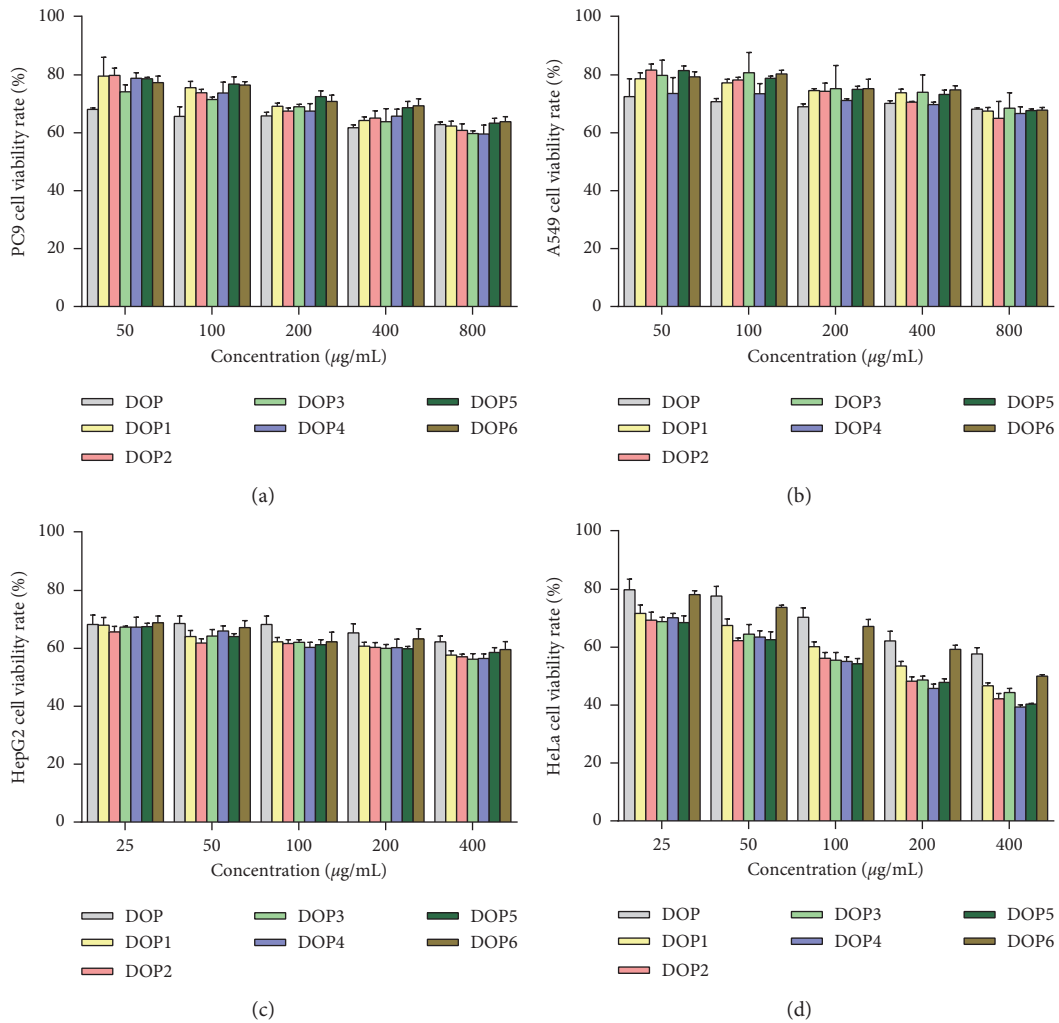 100
80
60
40
20
0
PC9 cell viability rate (%)
50 100 200 400 800
Concentration (μg/mL)
DOP DOP3 DOP5
DOP1 DOP4 DOP6
DOP2
(a)
100
80
60
40
20
0
A549 cell viability rate (%)
50 100 200 400 800
Concentration (μg/mL)
DOP DOP3 DOP5
DOP1 DOP4 DOP6
DOP2
(b)
100
80
60
40
20
0
HepG2 cell viability rate (%)
25 50 100 200 400
Concentration (μg/mL)
DOP DOP3 DOP5
DOP1 DOP4 DOP6
DOP2
(c)
100
80
60
40
20
0
HeLa cell viability rate (%)
25 50 100 200 400
Concentration (μg/mL)
DOP DOP3 DOP5
DOP1 DOP4 DOP6
DOP2
(d)